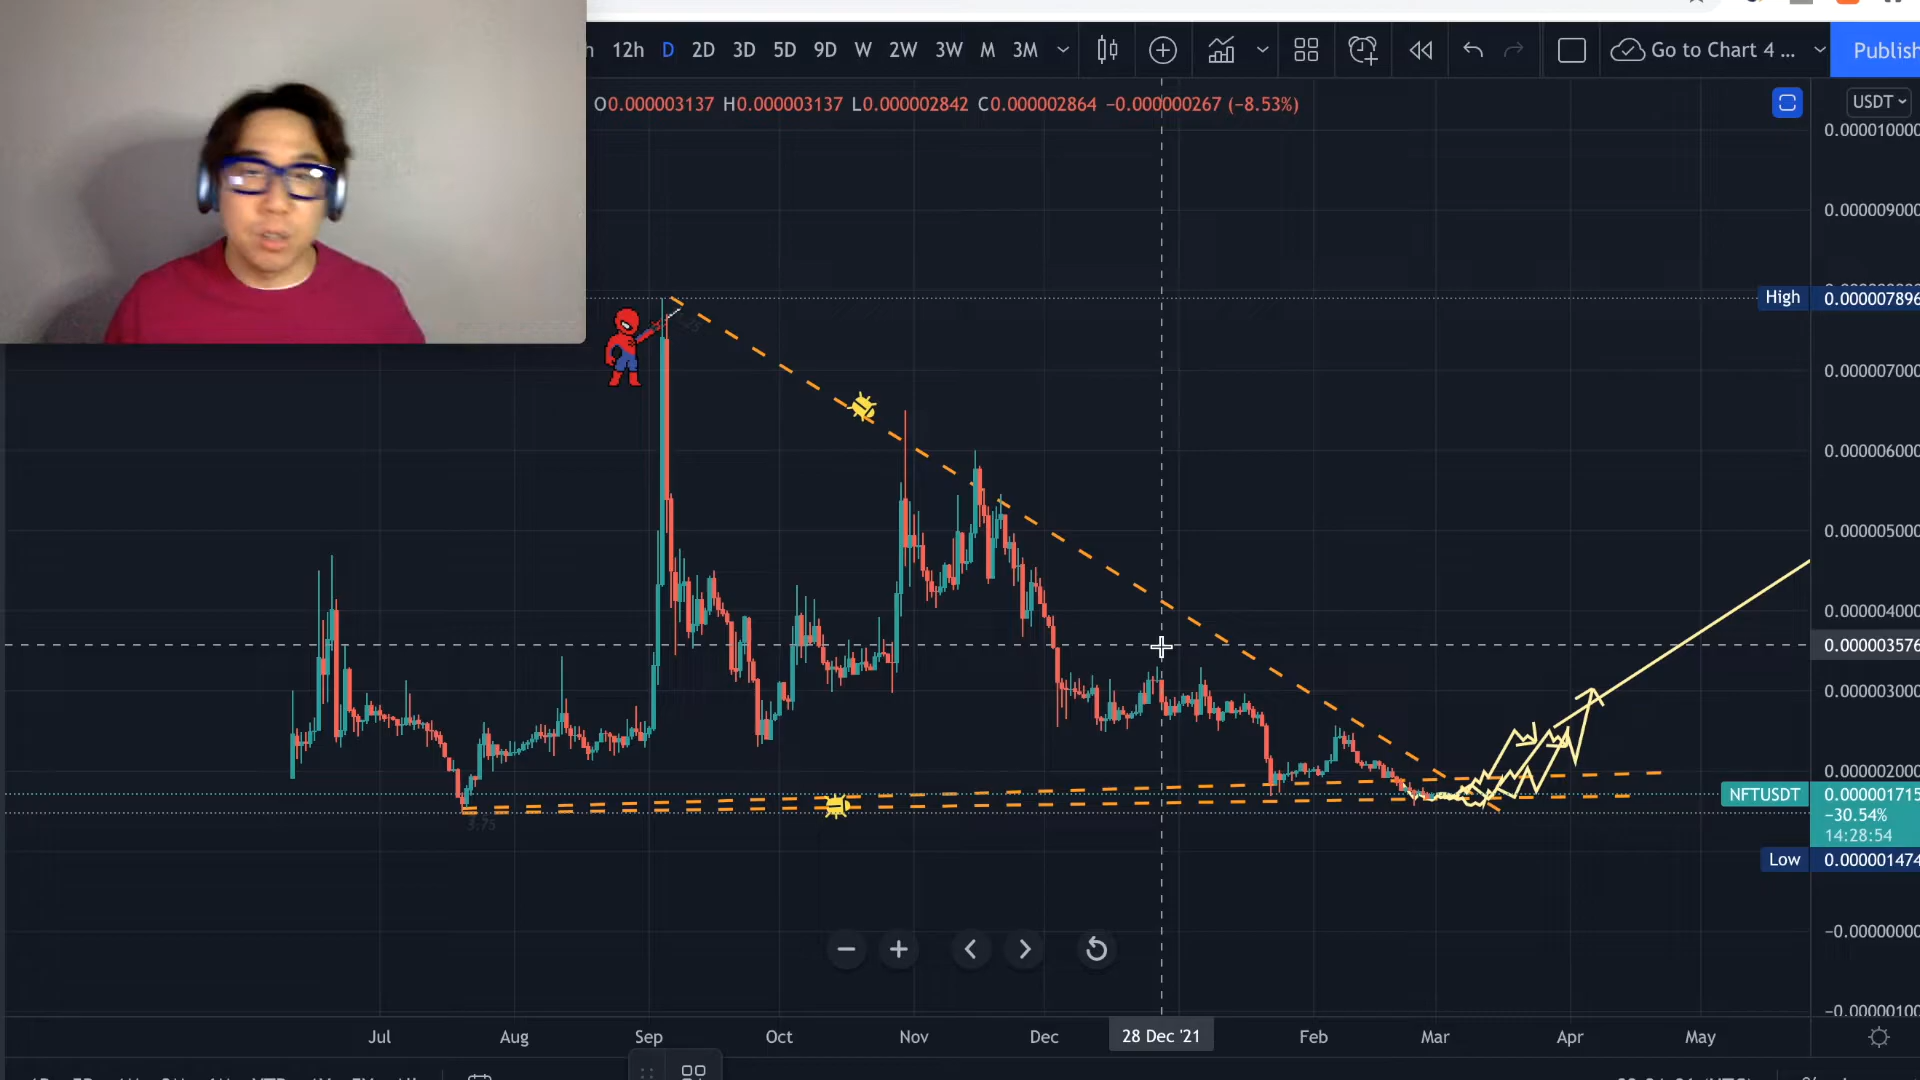 12h D 2D 3D 5D 9D W 2W 3W M 3M Go to Chart 4 ... Publish
O0.000003137 H0.000003137 L0.000002842 C0.000002864 −0.000000267 (−8.53%)
USDT
0.000010000
0.000009000
High 0.000007896
0.000007000
0.000006000
0.000005000
0.000004000
0.000003576
0.000003000
0.000002000
NFTUSDT 0.000001715
−30.54%
14:28:54
3.75
Low 0.000001474
−0.00000000
−0.00000100
Jul Aug Sep Oct Nov Dec 28 Dec '21 Feb Mar Apr May